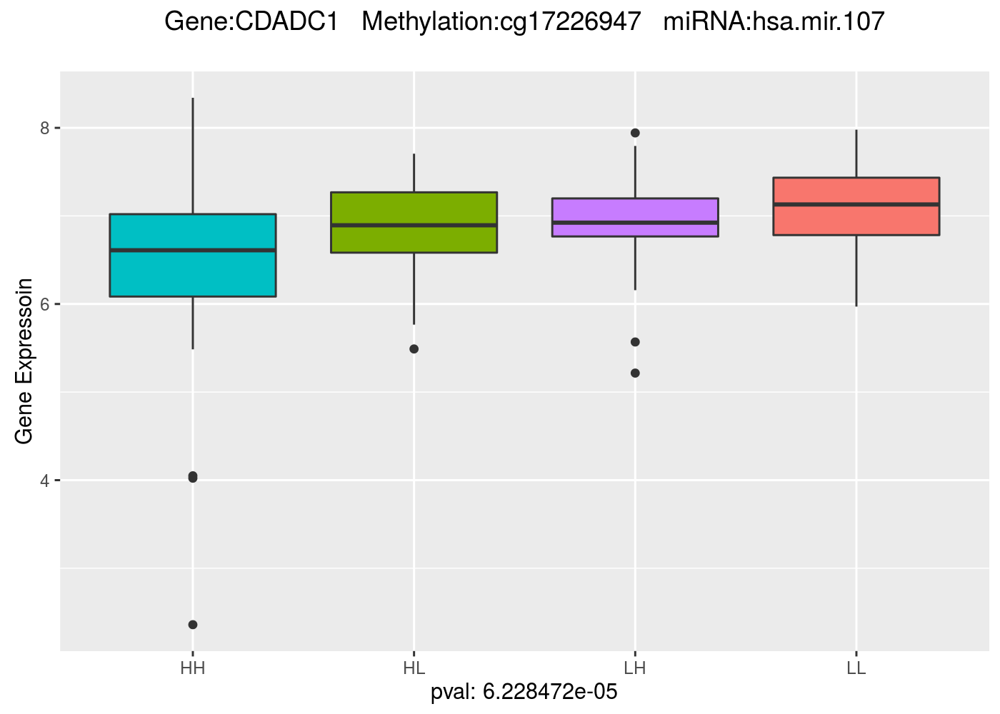 Gene:CDADC1   Methylation:cg17226947   miRNA:hsa.mir.107
Gene Expressoin
8
6
4
HH
HL
LH
LL
pval: 6.228472e-05